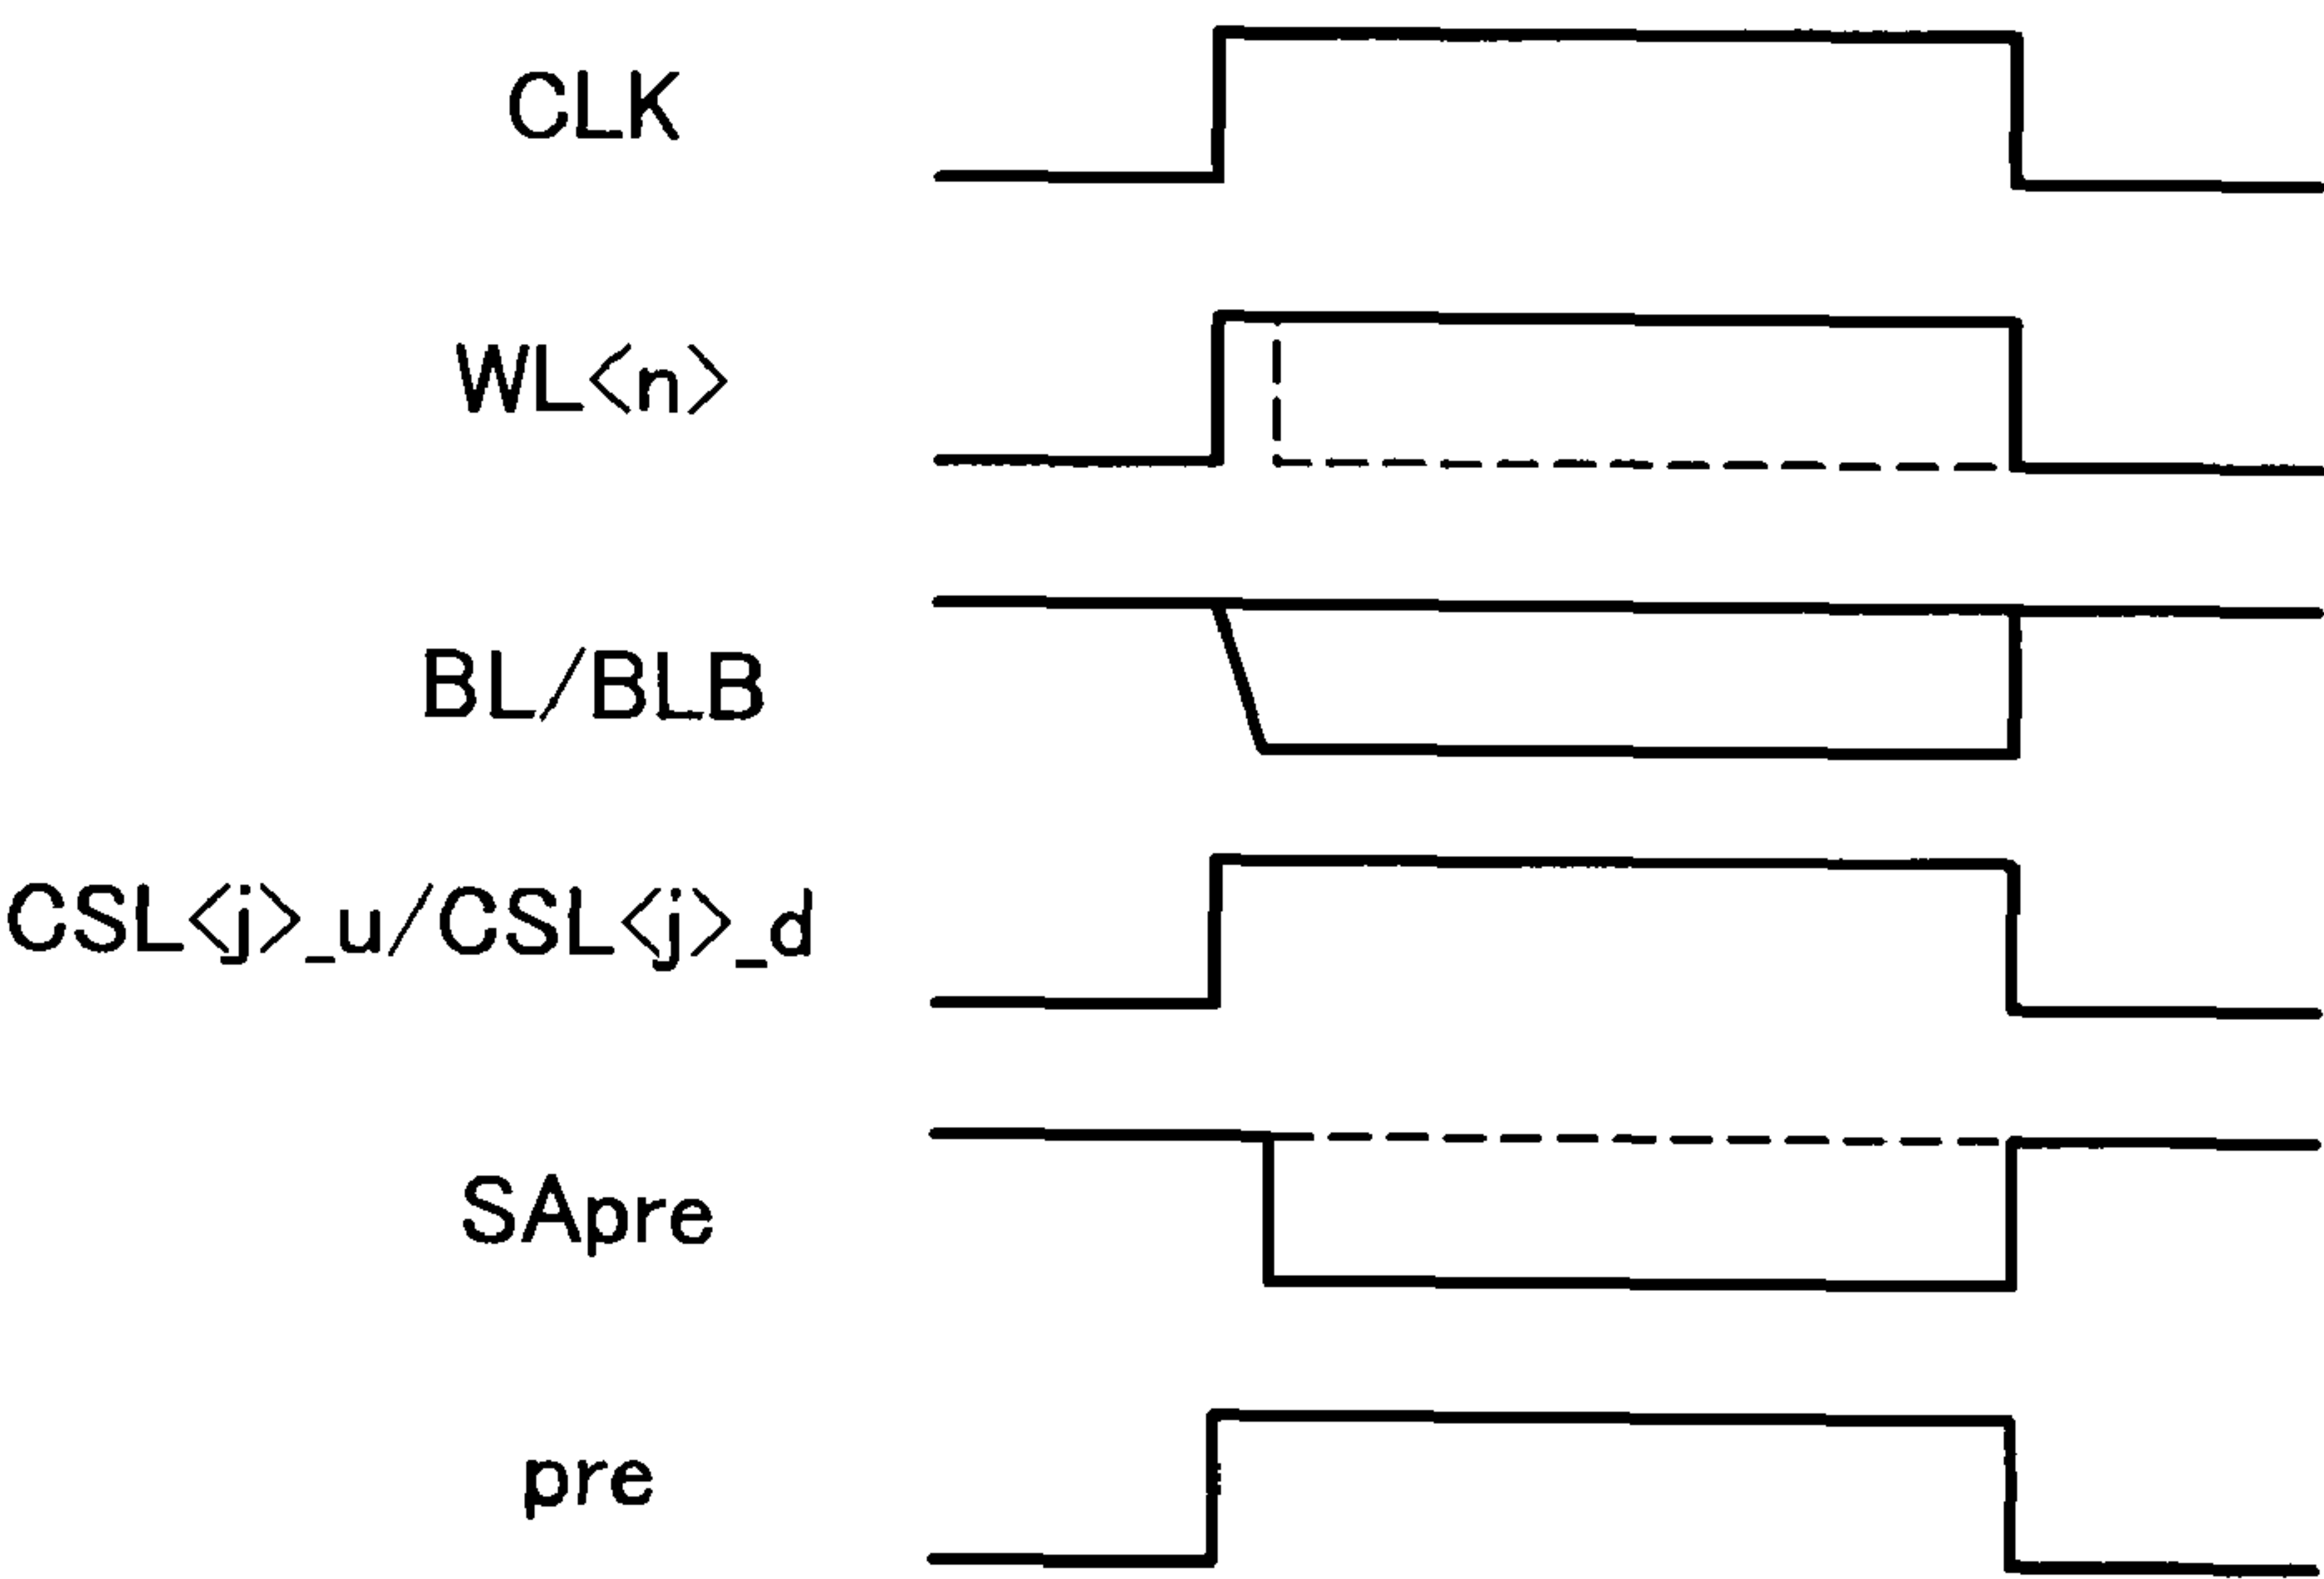 CLK
WL<n>
BL/BLB
CSL<j>_u/CSL<j>_d
SApre
pre